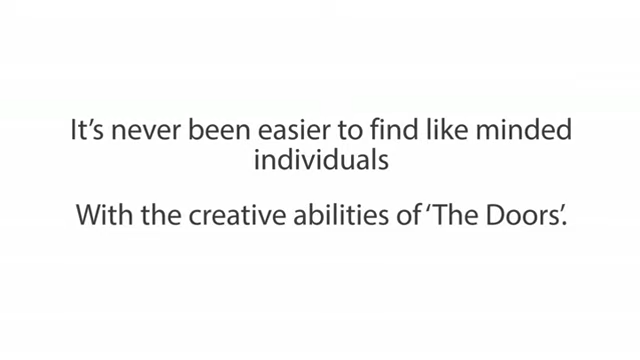 It’s never been easier to find like minded
individuals
With the creative abilities of ‘The Doors’.